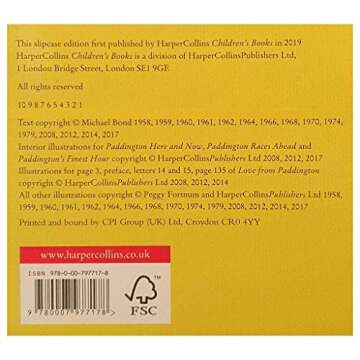 This slipcase edition first published by HarperCollins Children's Books in 2019
HarperCollins Children's Books is a division of HarperCollinsPublishers Ltd,
1 London Bridge Street, London SE1 9GF
All rights reserved
10 9 8 7 6 5 4 3 2 1
Text copyright © Michael Bond 1958, 1959, 1960, 1961, 1962, 1964, 1966, 1968, 1970, 1974,
1979, 2008, 2012, 2014, 2017
Interior illustrations for Paddington Here and Now, Paddington Races Ahead and
Paddington's Finest Hour copyright © HarperCollinsPublishers Ltd 2008, 2012, 2017
Illustrations for page 3, preface, letters 14 and 15, page 135 of Love from Paddington
copyright © HarperCollinsPublishers Ltd 2008, 2012, 2014
All other illustrations copyright © Peggy Fortnum and HarperCollinsPublishers Ltd 1958,
1959, 1960, 1961, 1962, 1964, 1966, 1968, 1970, 1974, 1979, 2008, 2012, 2014, 2017
Printed and bound by CPI Group (UK) Ltd, Croydon CR0 4YY
www.harpercollins.co.uk
ISBN 978-0-00-797717-8
9 780007 977178 >
FSC